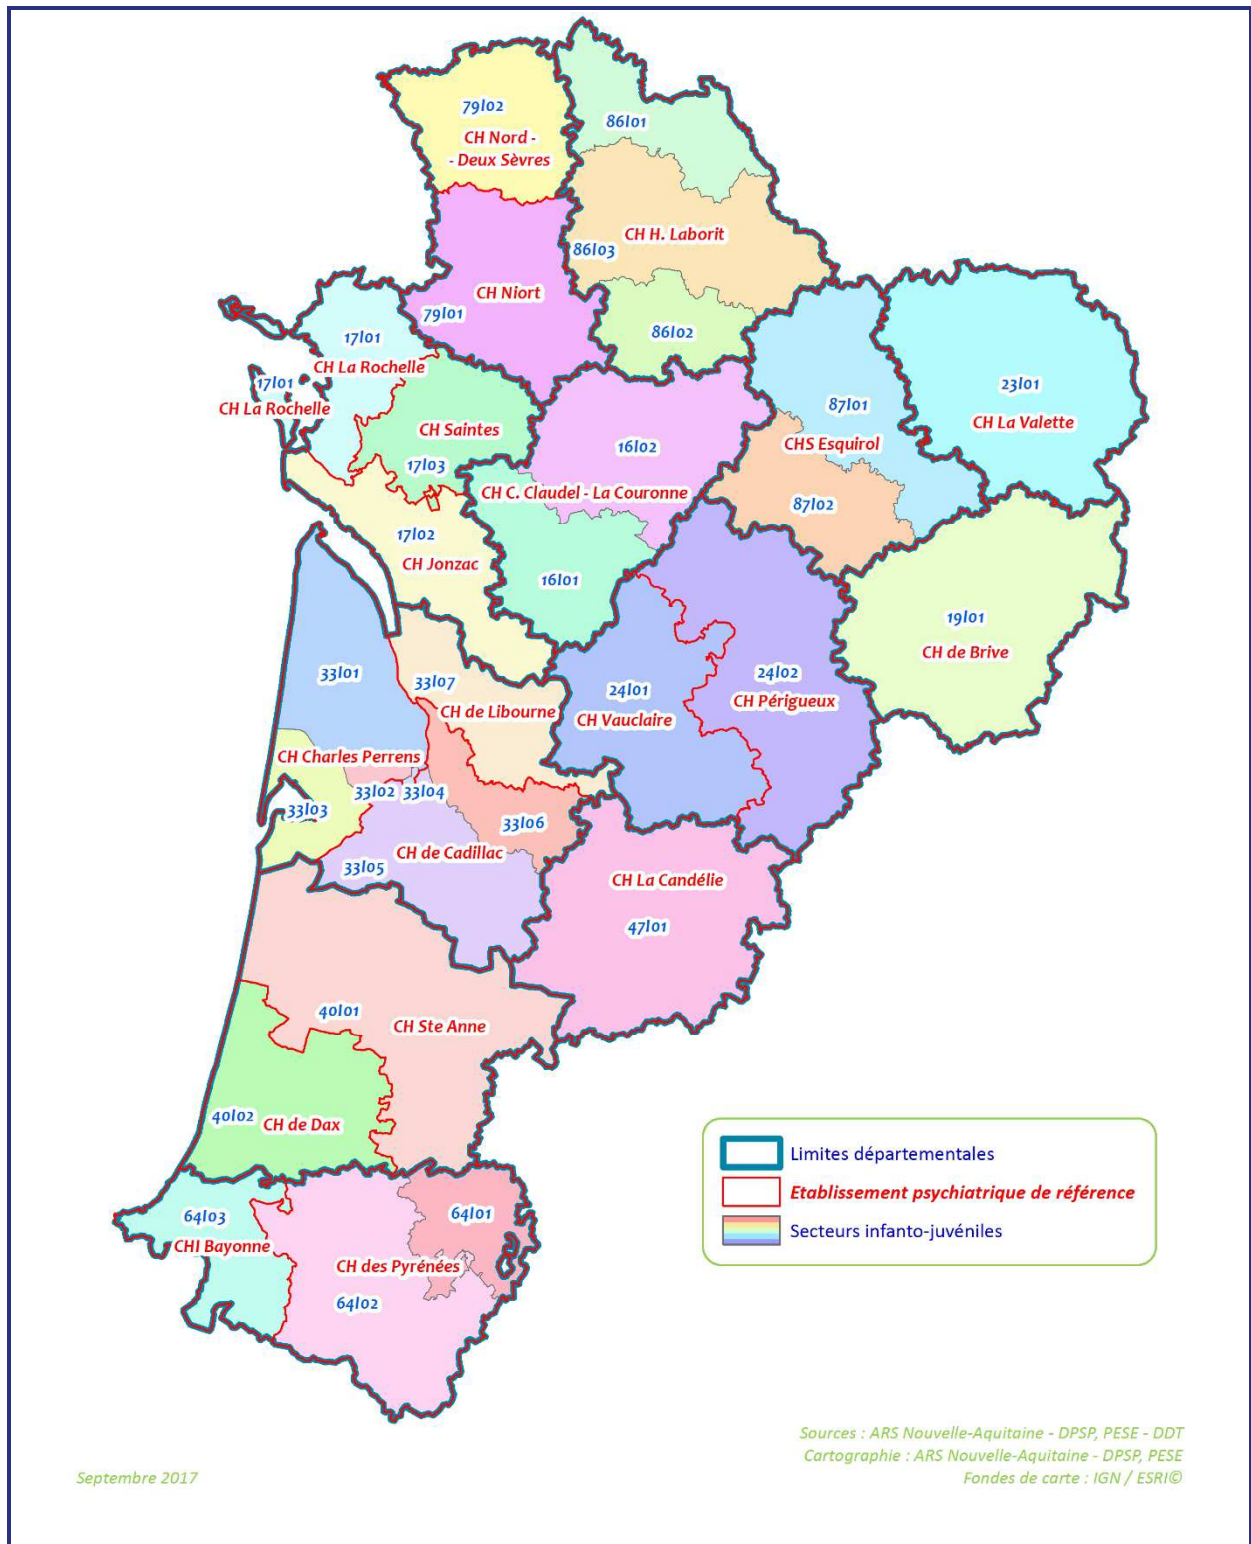 79I02
CH Nord -
- Deux Sèvres
86I01
CH H. Laborit
86I03
CH Niort
79I01
86I02
17I01
CH La Rochelle
17I01
CH La Rochelle
CH Saintes
17I03
16I02
87I01
CHS Esquirol
87I02
23I01
CH La Valette
CH C. Claudel - La Couronne
17I02
CH Jonzac
16I01
19I01
CH de Brive
33I01
33I07
CH de Libourne
24I01
CH Vauclaire
24I02
CH Périgueux
CH Charles Perrens
33I02
33I04
33I03
33I06
CH de Cadillac
33I05
CH La Candélie
47I01
40I01
CH Ste Anne
40I02
CH de Dax
Limites départementales
Etablissement psychiatrique de référence
Secteurs infanto-juvéniles
64I03
CHI Bayonne
64I01
CH des Pyrénées
64I02
Sources : ARS Nouvelle-Aquitaine - DPSP, PESE - DDT
Cartographie : ARS Nouvelle-Aquitaine - DPSP, PESE
Fondes de carte : IGN / ESRI©
Septembre 2017